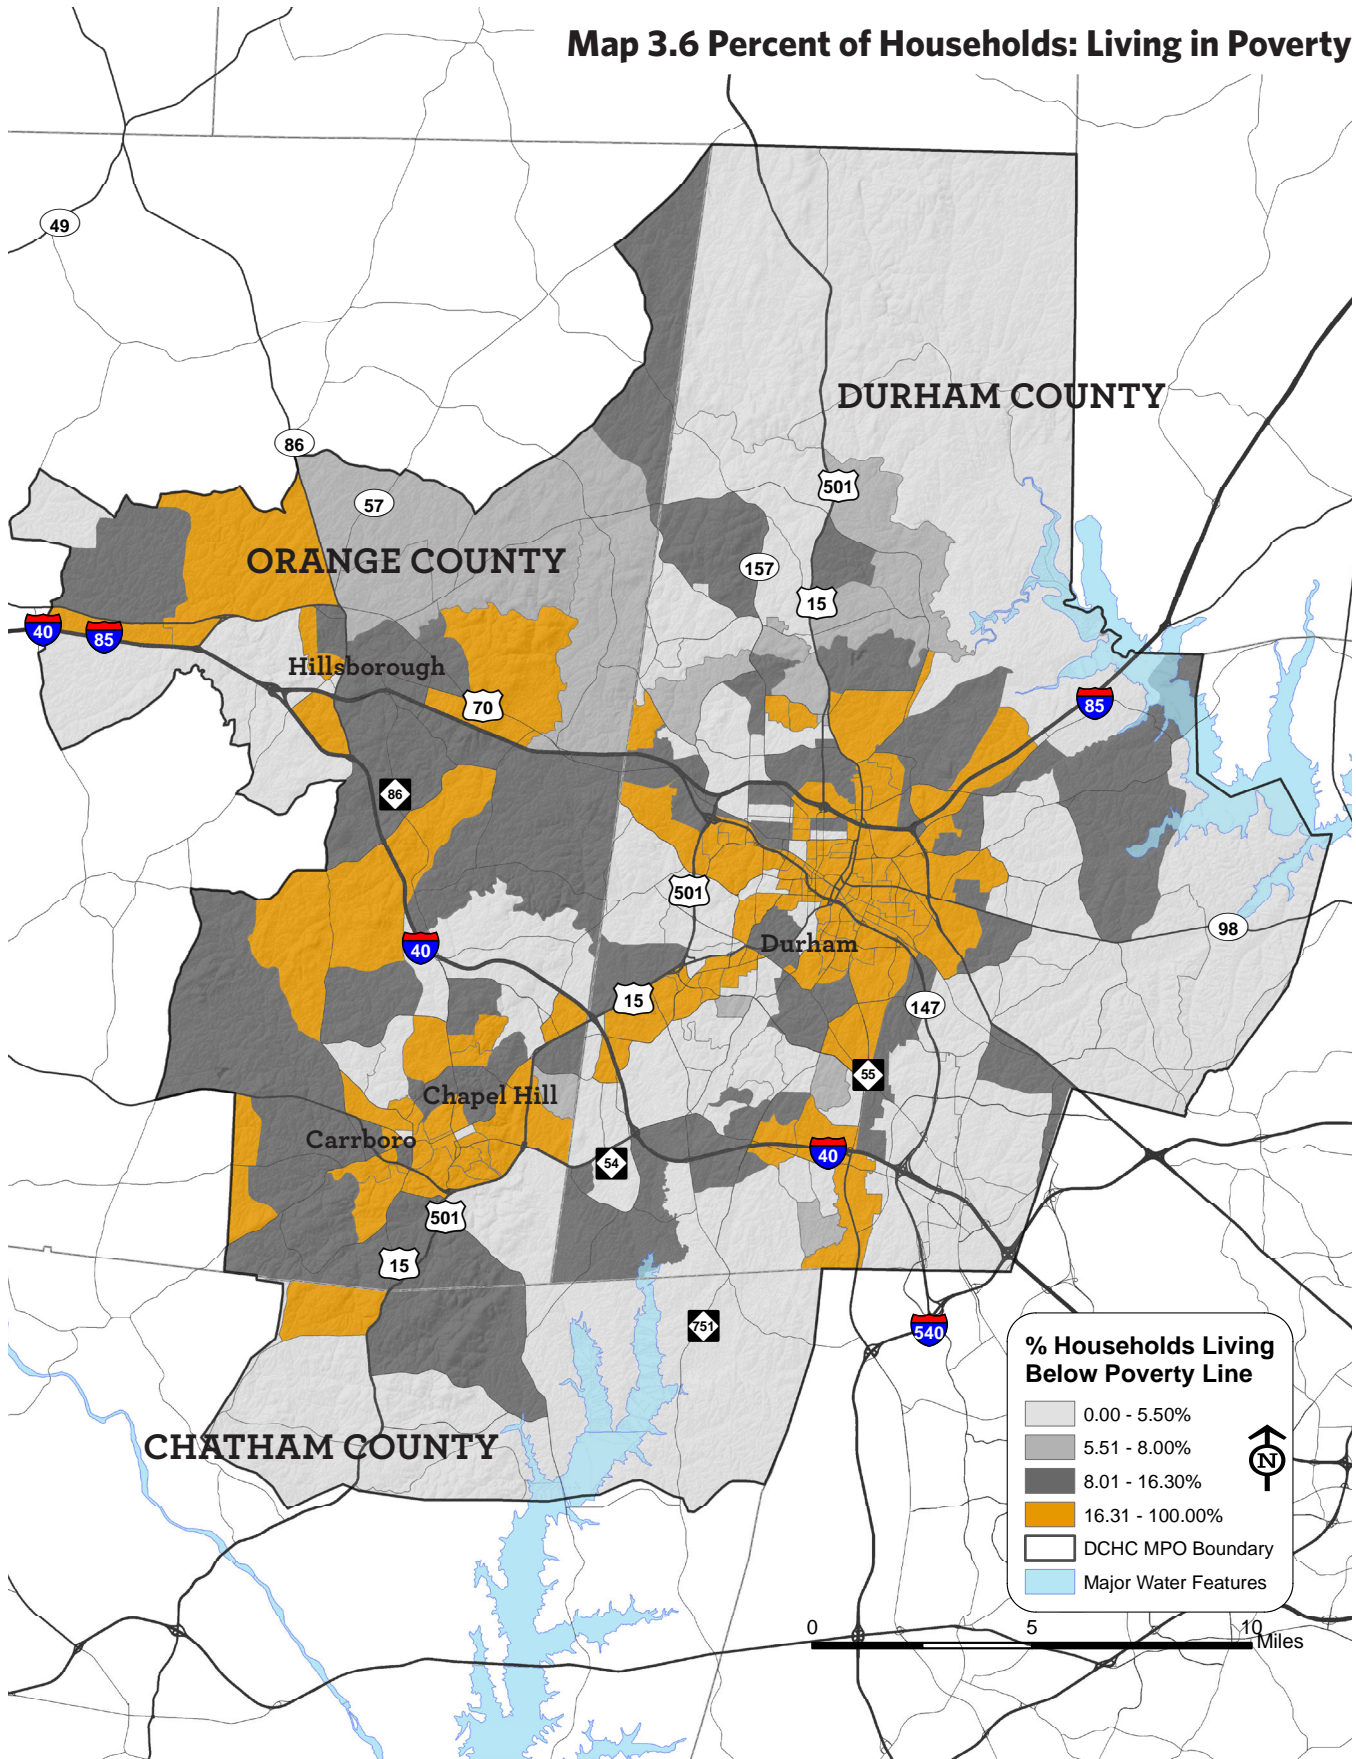 Map 3.6 Percent of Households: Living in Poverty
49
DURHAM COUNTY
86
501
57
ORANGE COUNTY
157
15
40
85
Hillsborough
70
85
86
501
98
Durham
40
15
147
55
Chapel Hill
Carrboro
40
54
501
15
751
540
% Households Living
Below Poverty Line
0.00 - 5.50%
5.51 - 8.00%
8.01 - 16.30%
16.31 - 100.00%
DCHC MPO Boundary
Major Water Features
N
CHATHAM COUNTY
0 5 10
Miles